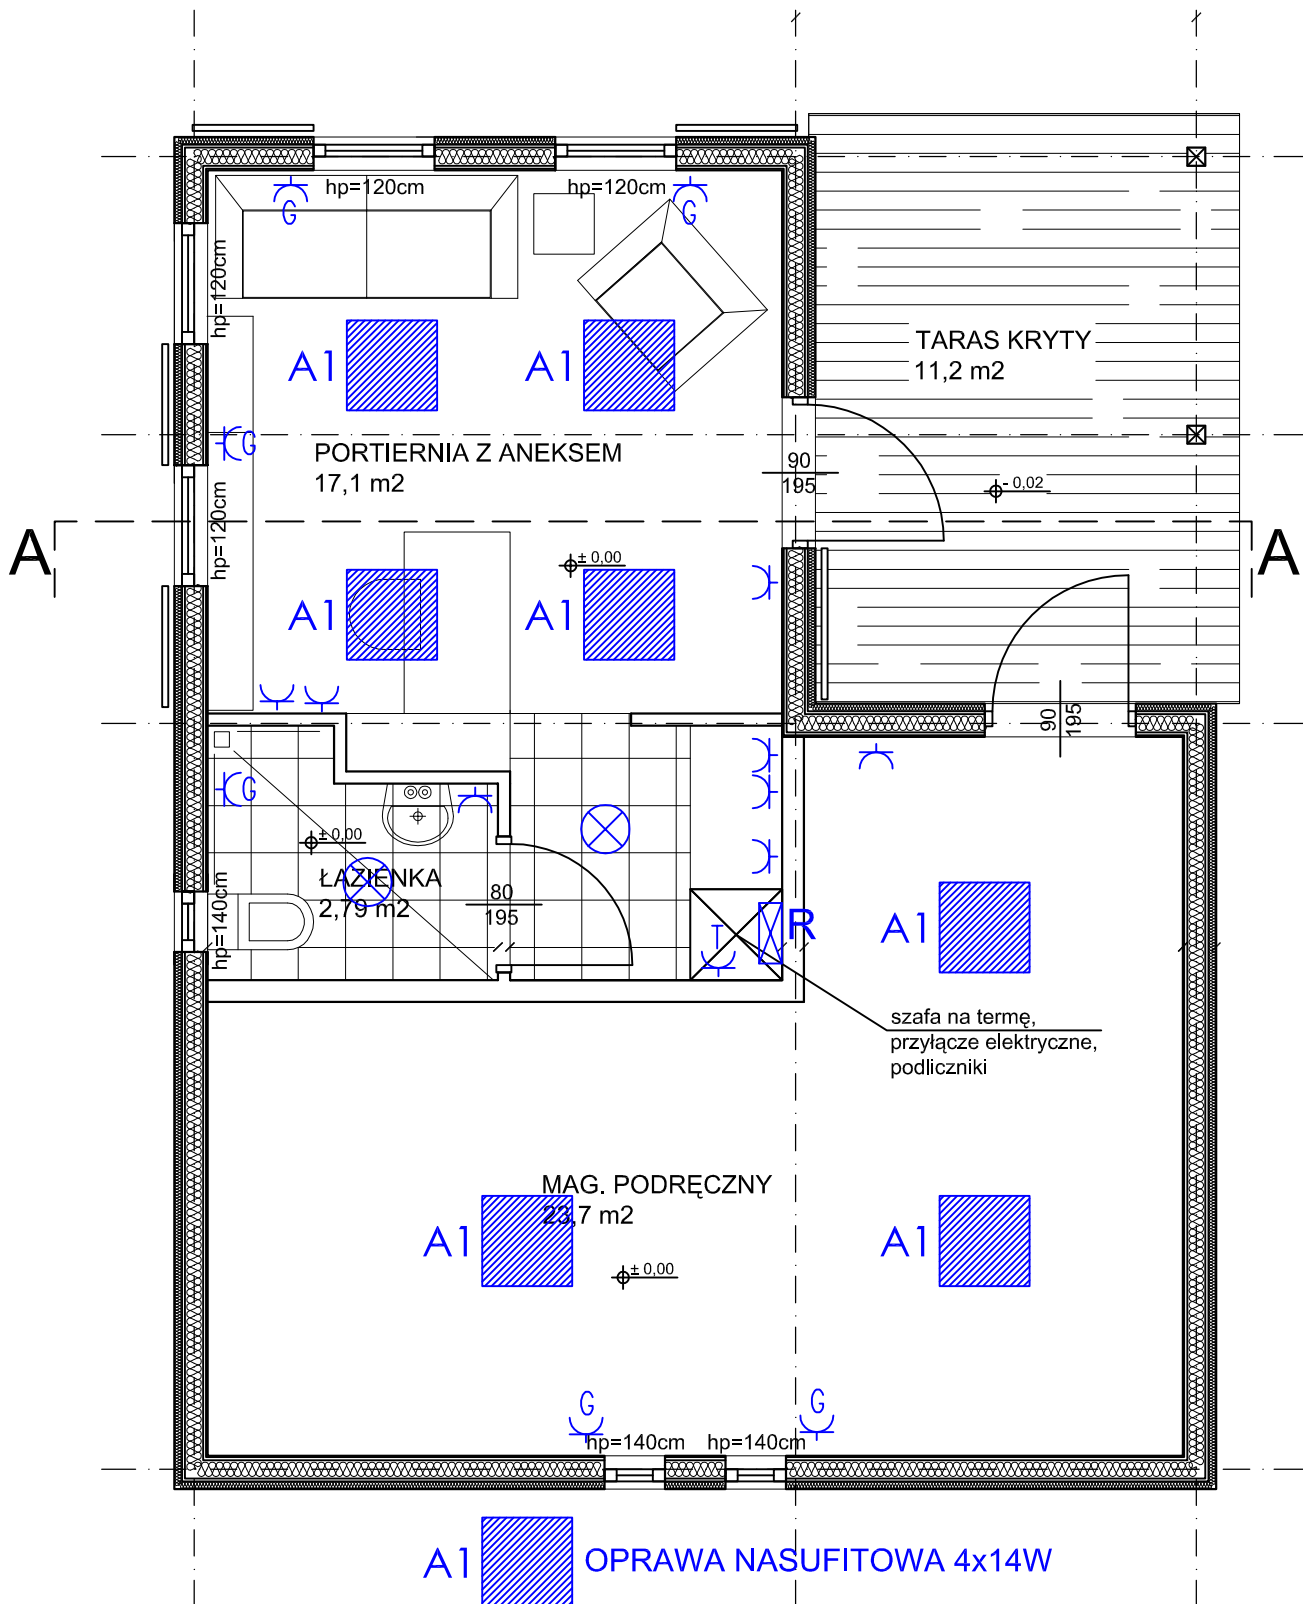 hp=120cm
hp=120cm
G
G
hp=120cm
TARAS KRYTY
11,2 m2
A1
A1
G
PORTIERNIA Z ANEKSEM
17,1 m2
90
195
- 0,02
hp=120cm
A
A
± 0,00
A1
A1
90
195
G
± 0,00
ŁAZIENKA
2,79 m2
80
195
hp=140cm
T
R
A1
szafa na termę,
przyłącze elektryczne,
podliczniki
MAG. PODRĘCZNY
23,7 m2
A1
A1
± 0,00
G
G
hp=140cm
hp=140cm
A1
OPRAWA NASUFITOWA 4x14W